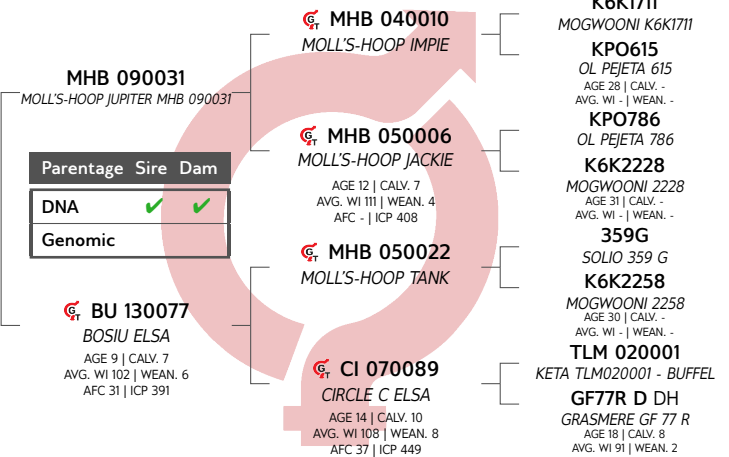 MHB 090031
MOLL'S-HOOP JUPITER MHB 090031
Parentage Sire Dam
DNA ✔ ✔
Genomic
BU 130077
BOSIU ELSA
AGE 9 | CALV. 7
AVG. WI 102 | WEAN. 6
AFC 31 | ICP 391
MHB 040010
MOLL'S-HOOP IMPIE
MHB 050006
MOLL'S-HOOP JACKIE
AGE 12 | CALV. 7
AVG. WI 111 | WEAN. 4
AFC - | ICP 408
MHB 050022
MOLL'S-HOOP TANK
CI 070089
CIRCLE C ELSA
AGE 14 | CALV. 10
AVG. WI 108 | WEAN. 8
AFC 37 | ICP 449
K6K1711
MOGWOONI K6K1711
KPO615
OL PEJETA 615
AGE 28 | CALV. -
AVG. WI - | WEAN. -
KPO786
OL PEJETA 786
K6K2228
MOGWOONI 2228
AGE 31 | CALV. -
AVG. WI - | WEAN. -
359G
SOLIO 359 G
K6K2258
MOGWOONI 2258
AGE 30 | CALV. -
AVG. WI - | WEAN. -
TLM 020001
KETA TLM020001 - BUFFEL
GF77R D DH
GRASMERE GF 77 R
AGE 18 | CALV. 8
AVG. WI 91 | WEAN. 2